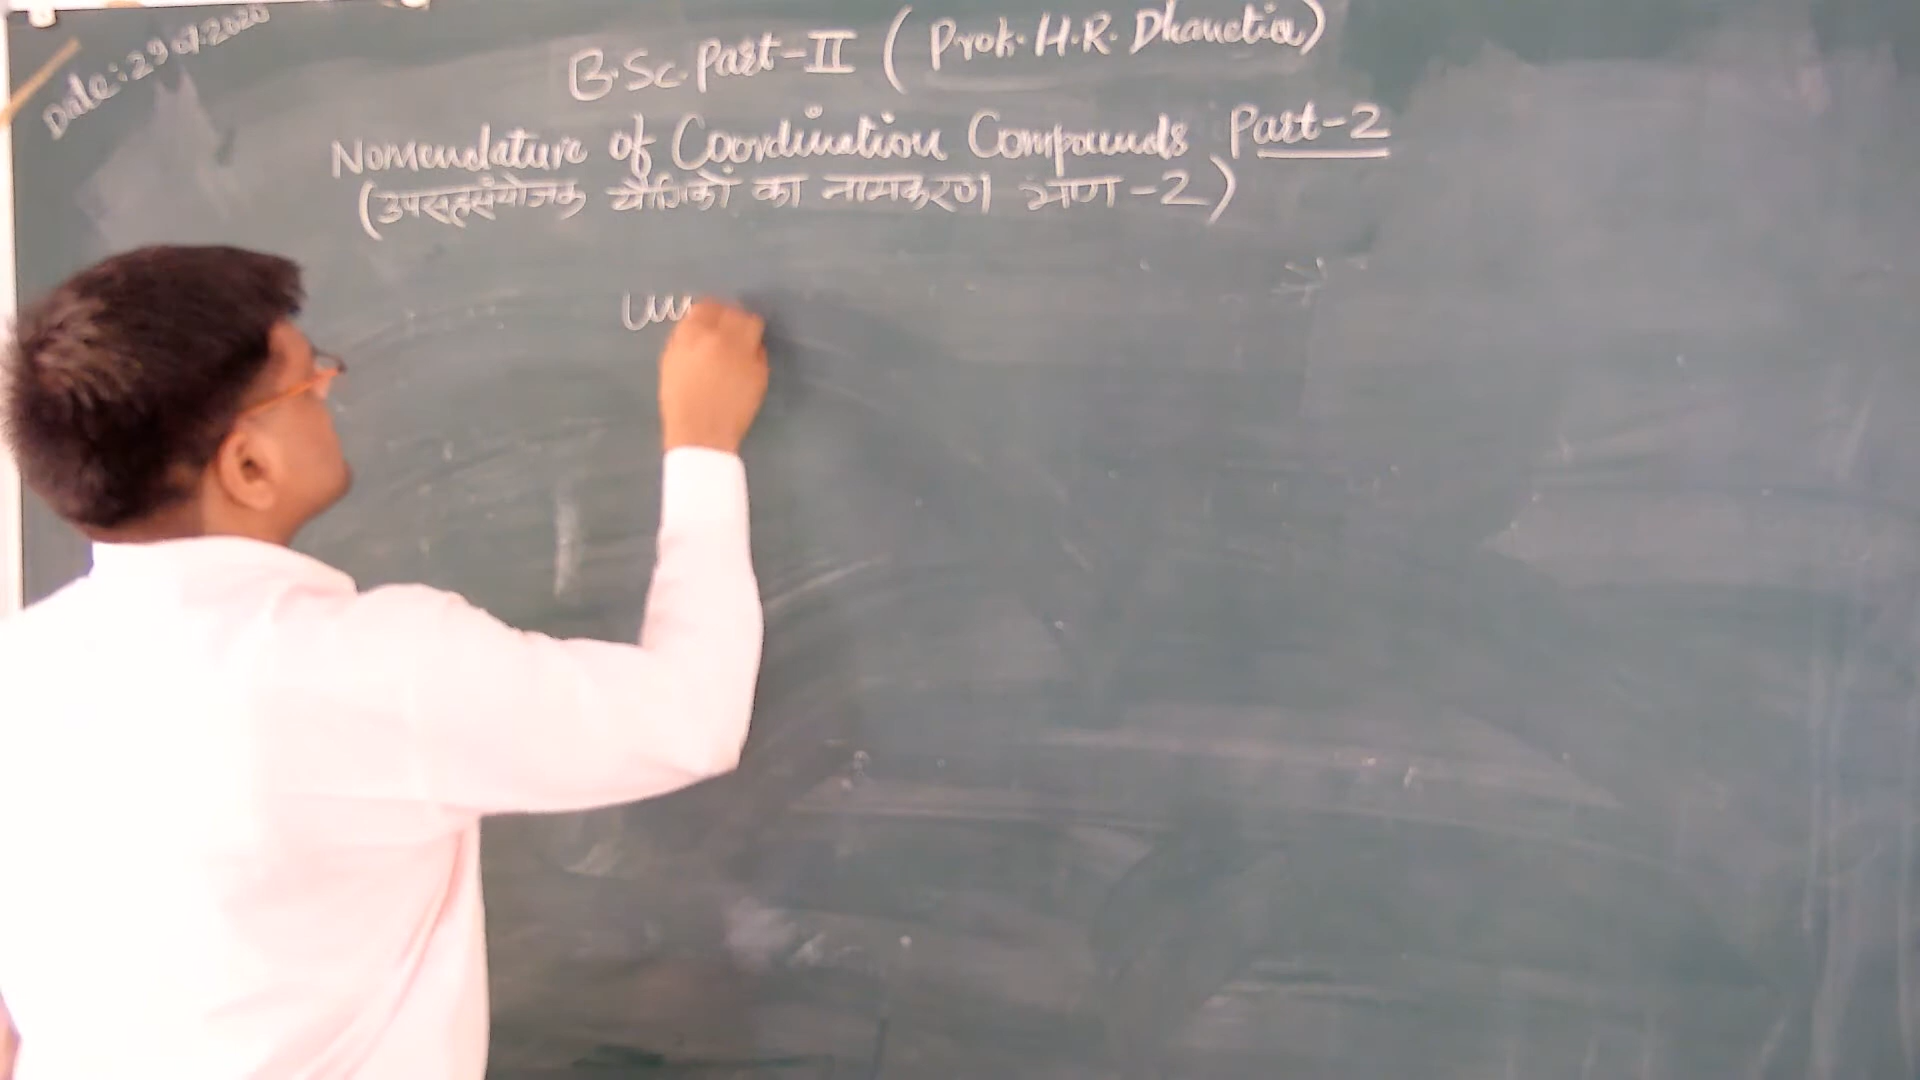 Date:-29.07.2020
B.Sc. Part-II (Prof. H.R. Dhanetia)
Nomenclature of Coordination Compounds Part-2
(उपसहसंयोजक यौगिकों का नामकरण भाग -2)